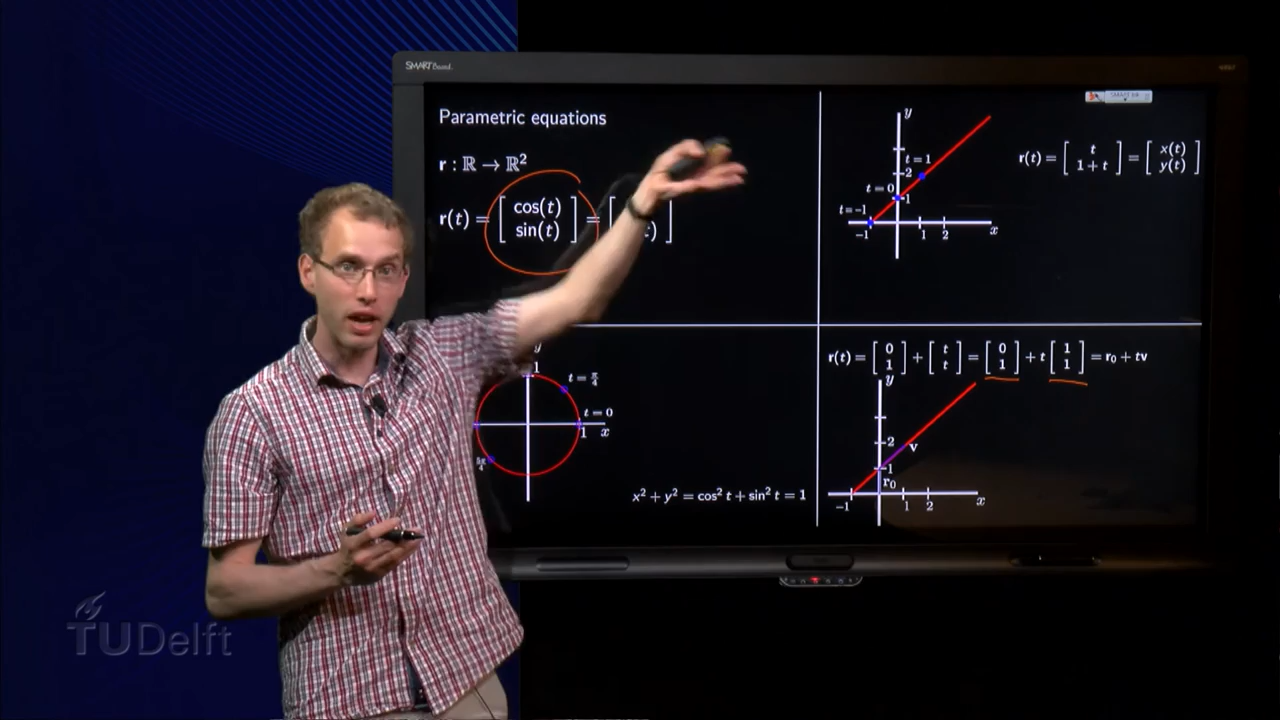 SMART Board
Parametric equations
r : ℝ → ℝ²
r(t) = [ cos(t) sin(t) ] = [ t) ]
y
1
t = π/4
t = 0
1 x
5π/4
x² + y² = cos² t + sin² t = 1
y
t = 1
2
t = 0
1
t = −1
−1 1 2 x
r(t) = [ t 1 + t ] = [ x(t) y(t) ]
r(t) = [ 0 1 ] + [ t t ] = [ 0 1 ] + t [ 1 1 ] = r₀ + tv
y
2
v
1
r₀
−1 1 2 x
TUDelft